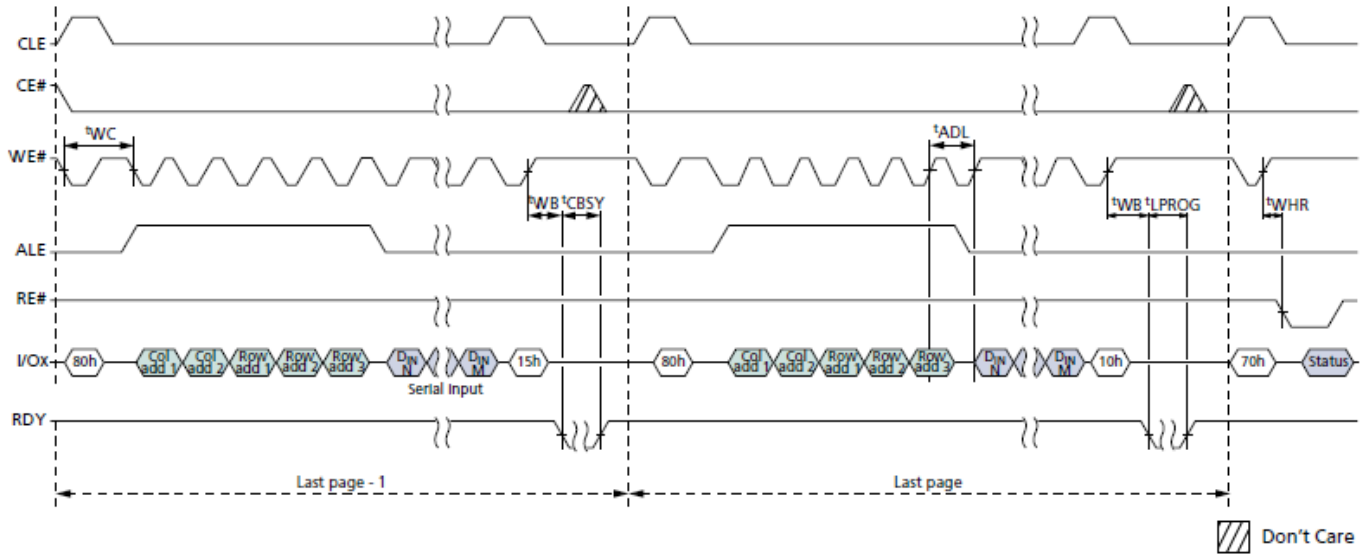 CLE
CE#
tWC
tADL
WE#
tWB tCBSY
tWB tLPROG
tWHR
ALE
RE#
I/Ox
80h
Col add 1
Col add 2
Row add 1
Row add 2
Row add 3
DIN N
DIN M
15h
80h
Col add 1
Col add 2
Row add 1
Row add 2
Row add 3
DIN N
DIN M
10h
70h
Status
Serial Input
RDY
Last page - 1
Last page
Don't Care